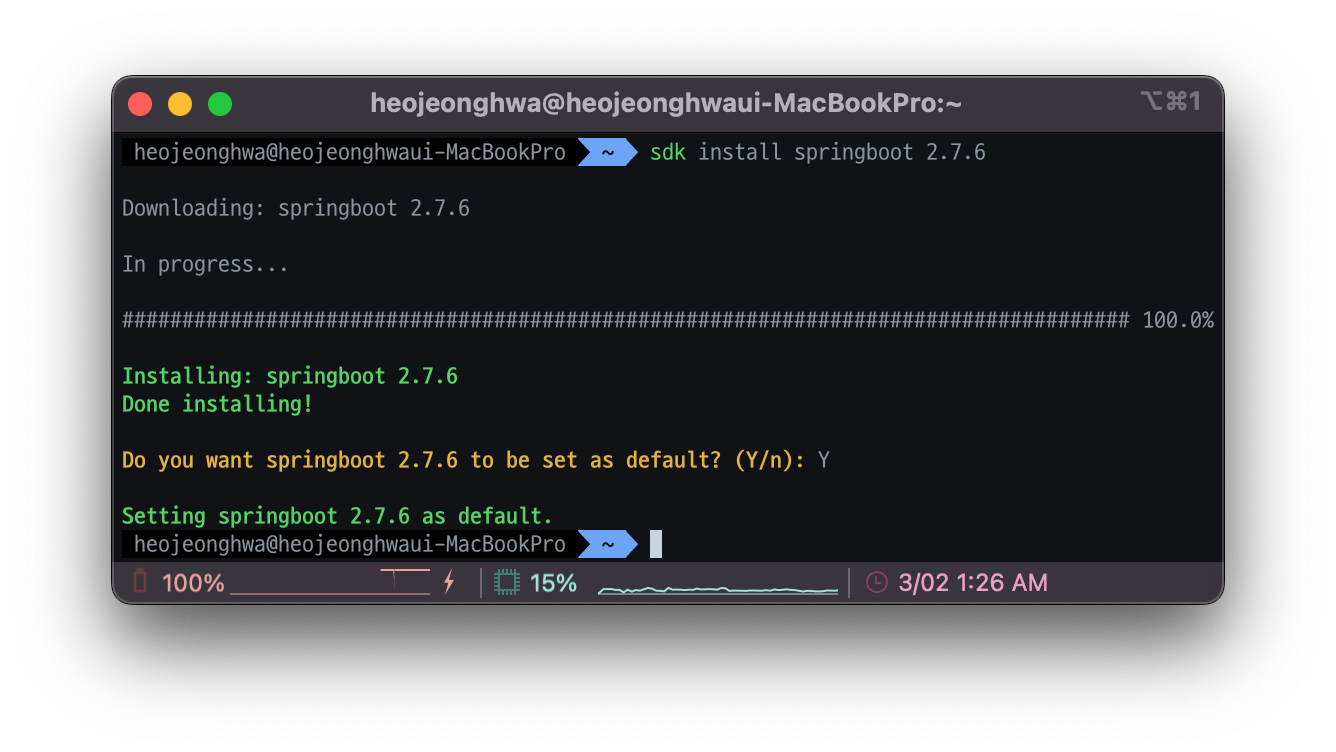 heojeonghwa@heojeonghwaui-MacBookPro:~ ⌥⌘1
heojeonghwa@heojeonghwaui-MacBookPro ~ sdk install springboot 2.7.6
Downloading: springboot 2.7.6
In progress...
#################################################################################### 100.0%
Installing: springboot 2.7.6
Done installing!
Do you want springboot 2.7.6 to be set as default? (Y/n): Y
Setting springboot 2.7.6 as default.
heojeonghwa@heojeonghwaui-MacBookPro ~
100% 15% 3/02 1:26 AM